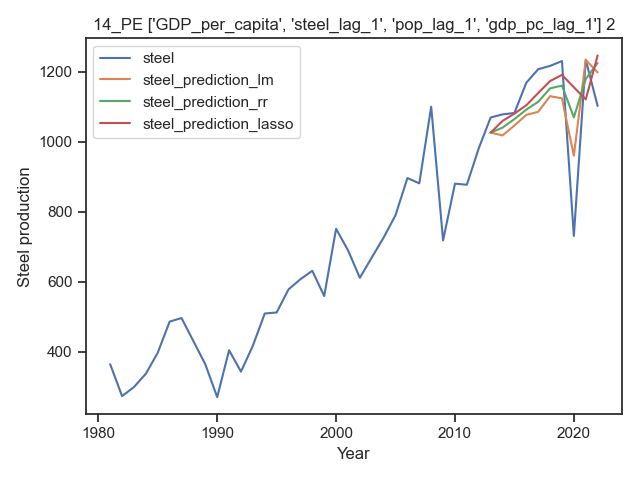 14_PE ['GDP_per_capita', 'steel_lag_1', 'pop_lag_1', 'gdp_pc_lag_1'] 2
steel
steel_prediction_lm
steel_prediction_rr
steel_prediction_lasso
Steel production
1200
1000
800
600
400
1980 1990 2000 2010 2020
Year